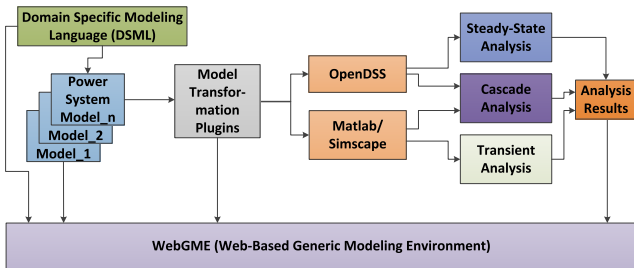 Domain Specific Modeling
Language (DSML)
Power
System
Model_n
Model_2
Model_1
Model
Transfor-
mation
Plugins
OpenDSS
Matlab/
Simscape
Steady-State
Analysis
Cascade
Analysis
Transient
Analysis
Analysis
Results
WebGME (Web-Based Generic Modeling Environment)